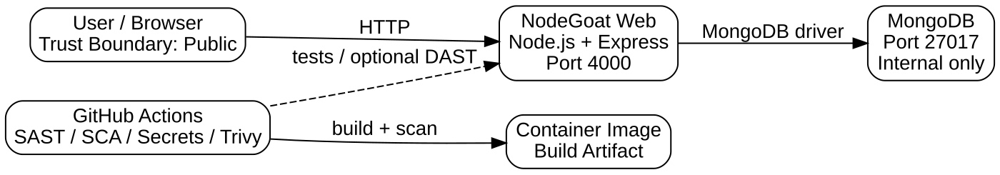 User / Browser
Trust Boundary: Public
HTTP
tests / optional DAST
NodeGoat Web
Node.js + Express
Port 4000
MongoDB driver
MongoDB
Port 27017
Internal only
GitHub Actions
SAST / SCA / Secrets / Trivy
build + scan
Container Image
Build Artifact